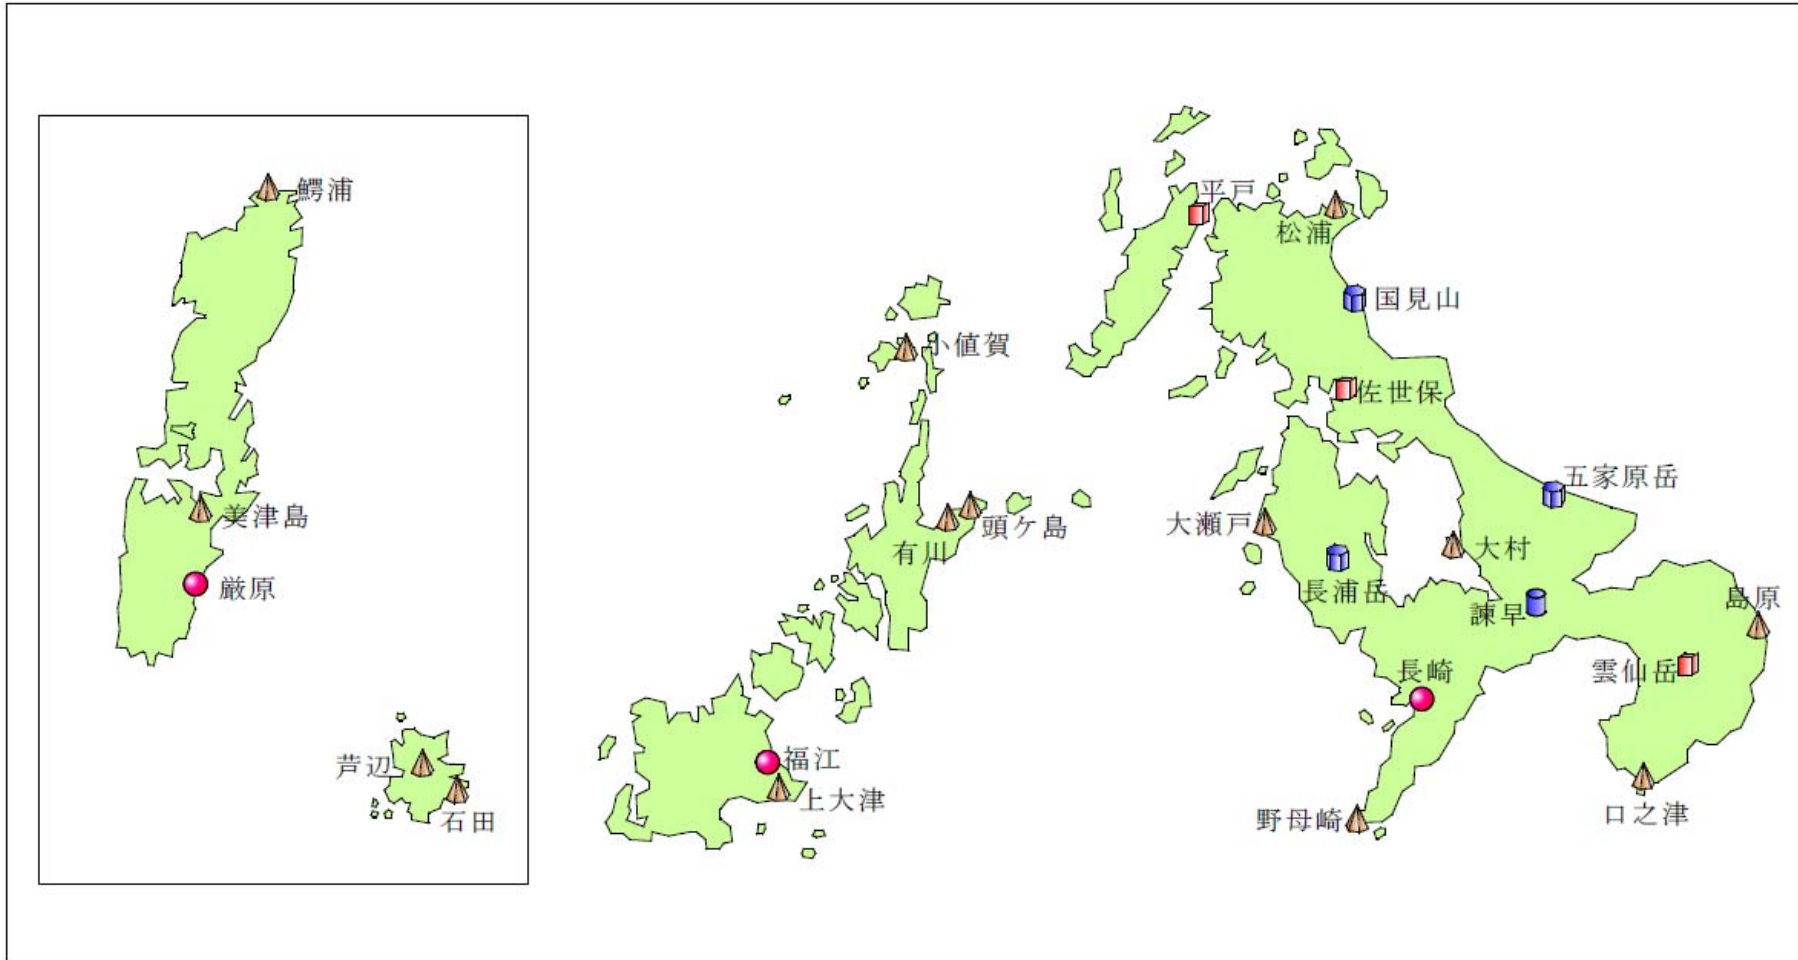 鰐浦
美津島
厳原
芦辺
石田
小値賀
頭ケ島
有川
福江
上大津
平戸
松浦
国見山
佐世保
五家原岳
大瀬戸
大村
長浦岳
諫早
島原
雲仙岳
長崎
口之津
野母崎